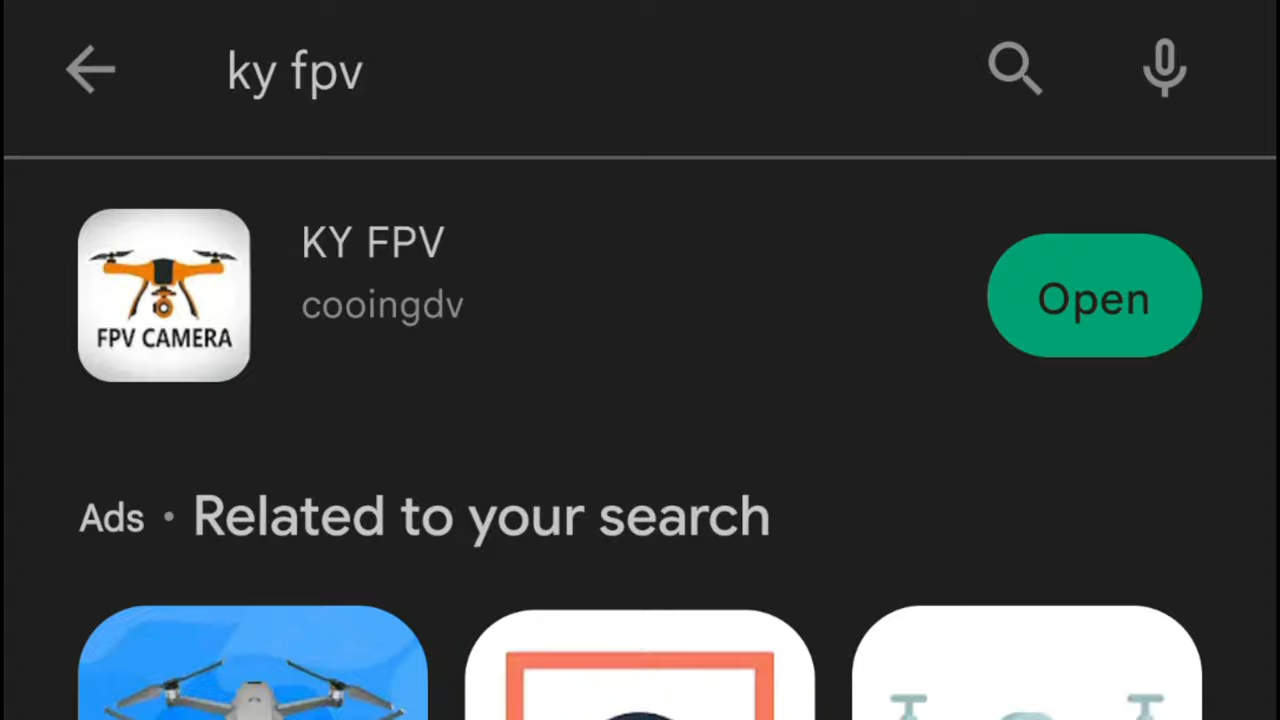 ky fpv
KY FPV
cooingdv
Open
FPV CAMERA
Ads • Related to your search